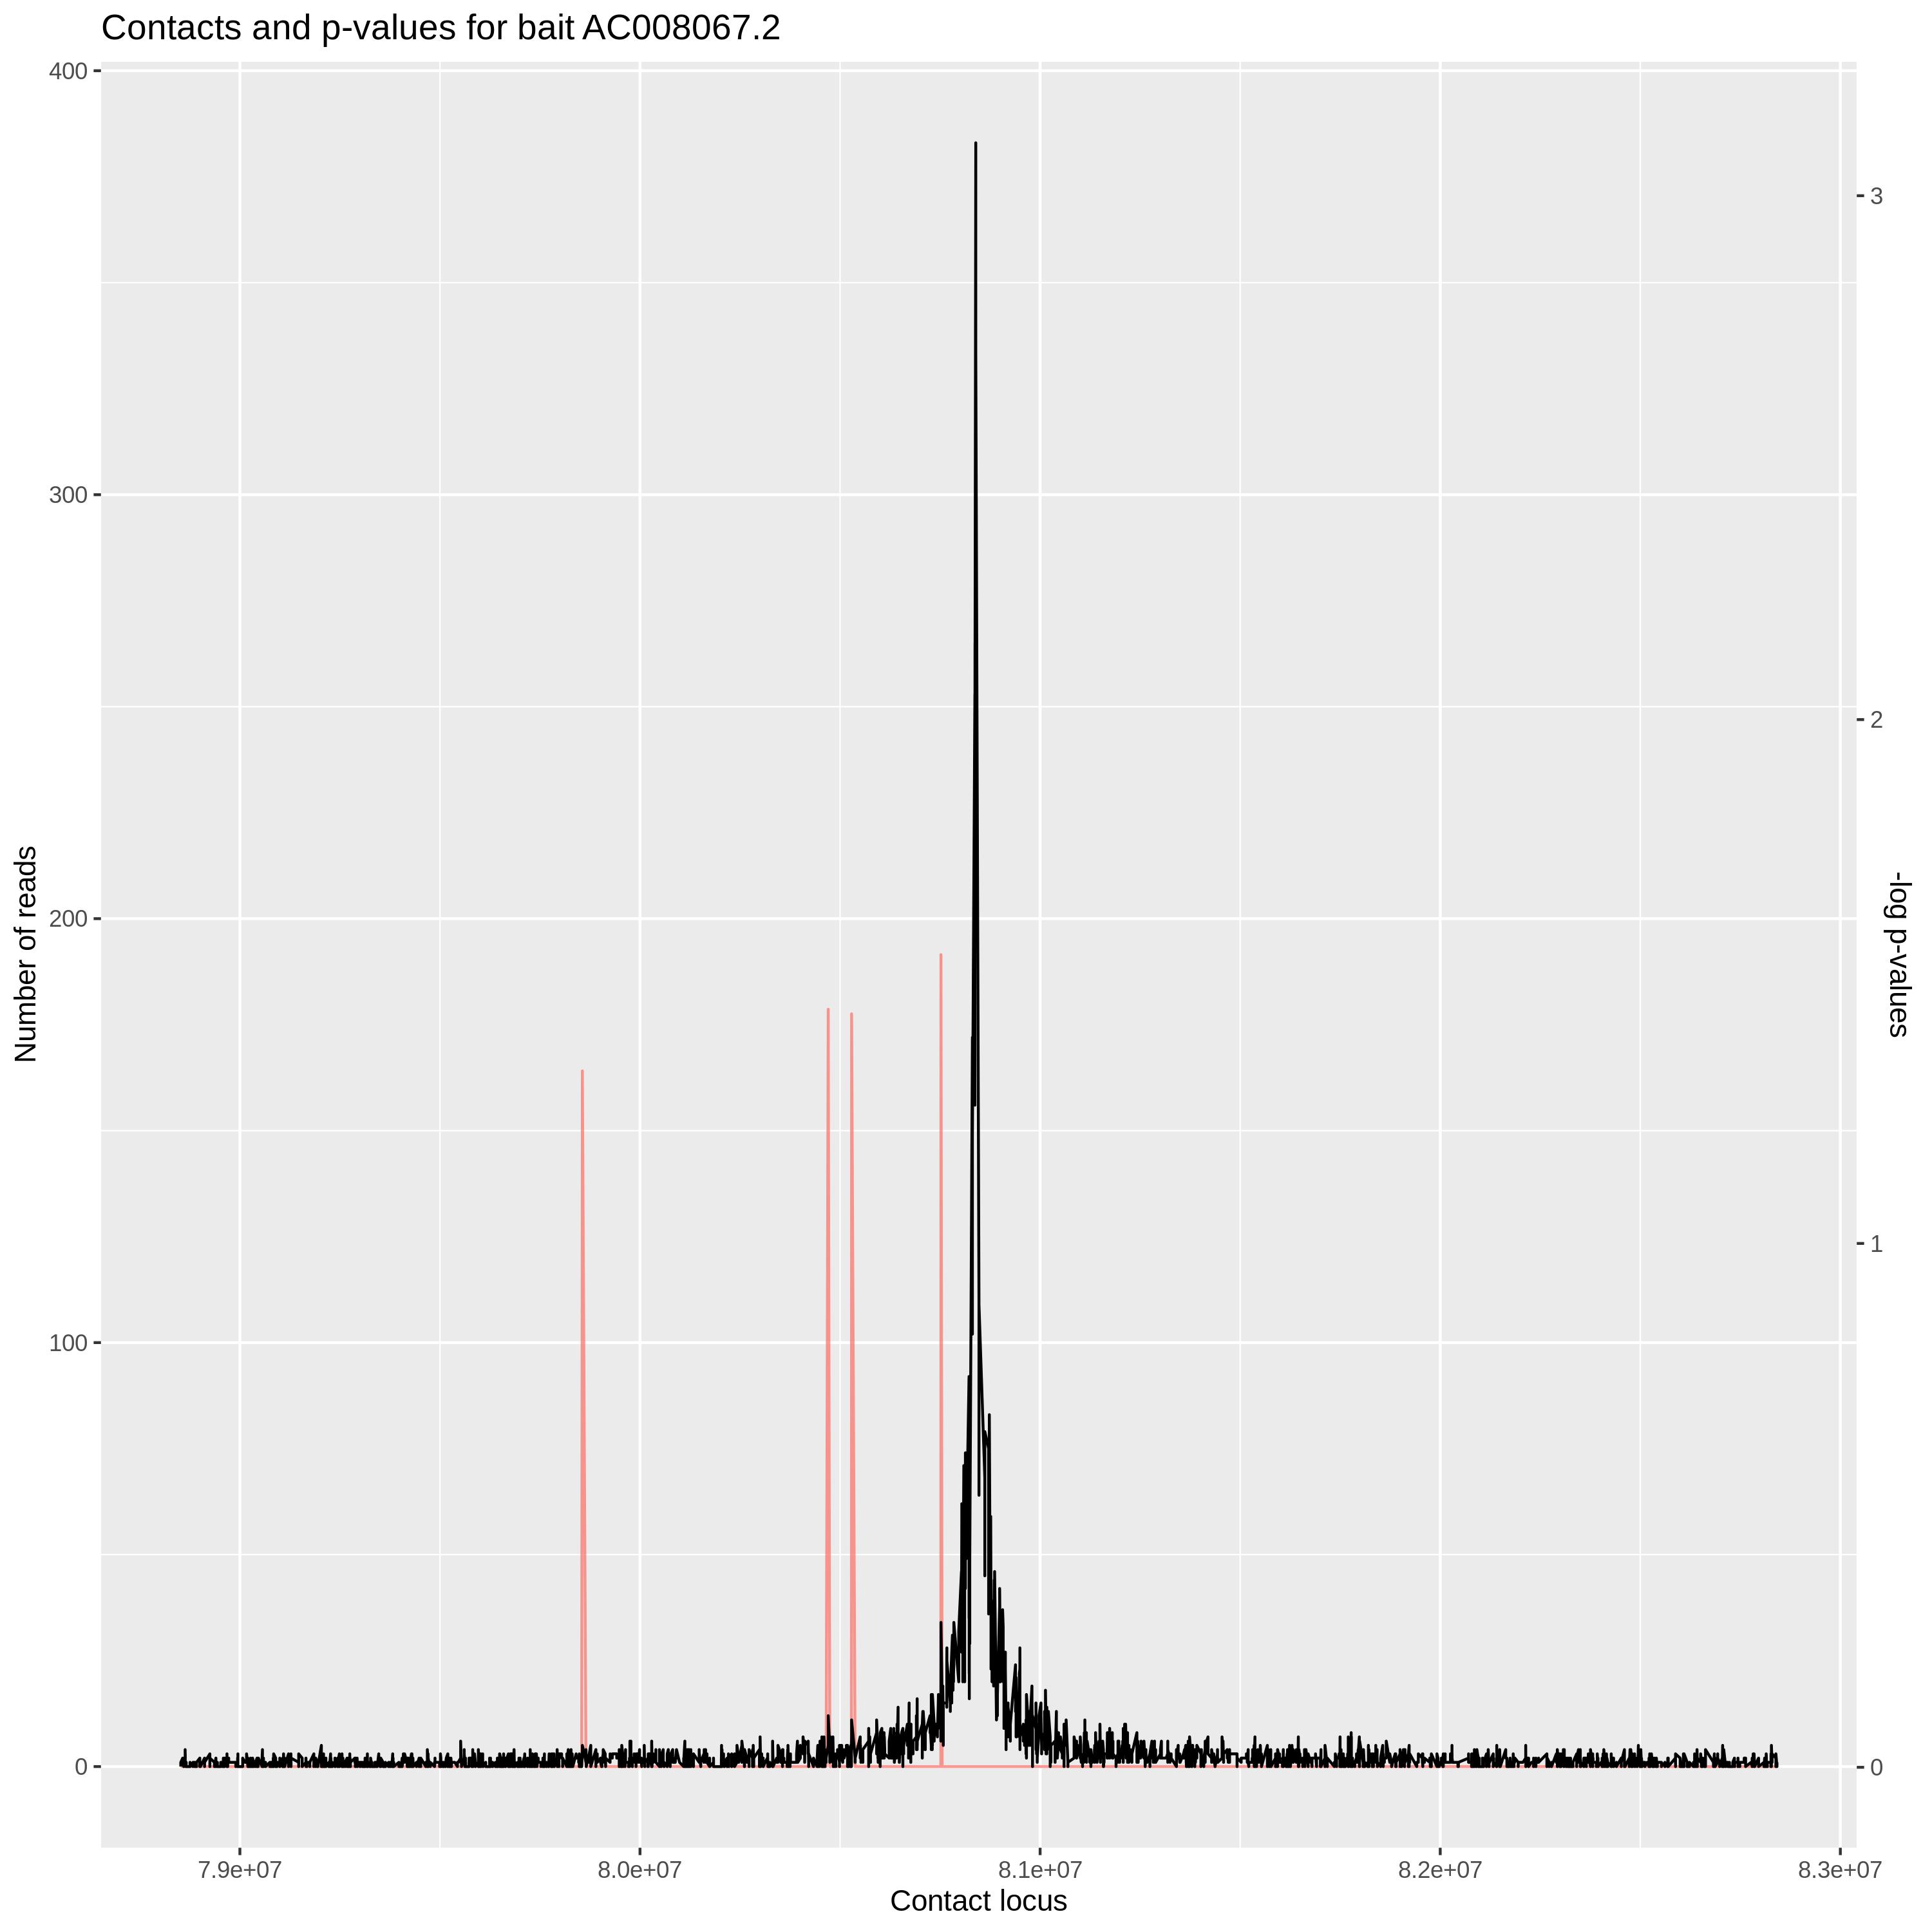 Contacts and p-values for bait AC008067.2
400
300
200
100
0
Number of reads
3
2
1
0
-log p-values
7.9e+07
8.0e+07
8.1e+07
8.2e+07
8.3e+07
Contact locus